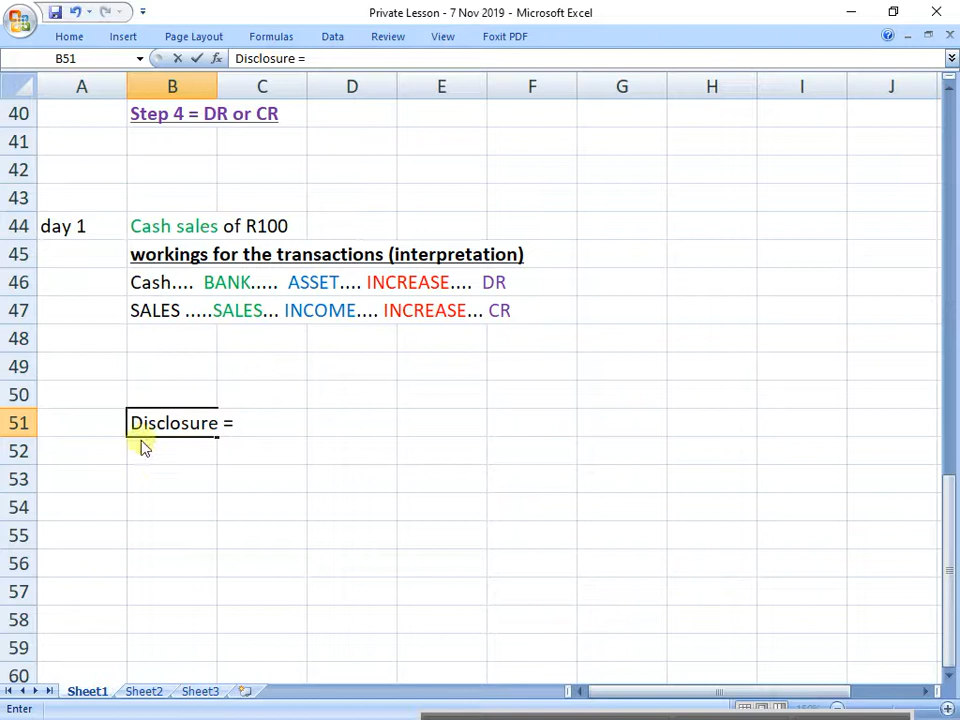 Private Lesson - 7 Nov 2019 - Microsoft Excel
Home Insert Page Layout Formulas Data Review View Foxit PDF
B51 fx Disclosure =
A B C D E F G H I J
40 Step 4 = DR or CR
41
42
43
44 day 1 Cash sales of R100
45 workings for the transactions (interpretation)
46 Cash.... BANK..... ASSET.... INCREASE.... DR
47 SALES .....SALES... INCOME.... INCREASE... CR
48
49
50
51 Disclosure =
52
53
54
55
56
57
58
59
60
Sheet1 Sheet2 Sheet3
Enter